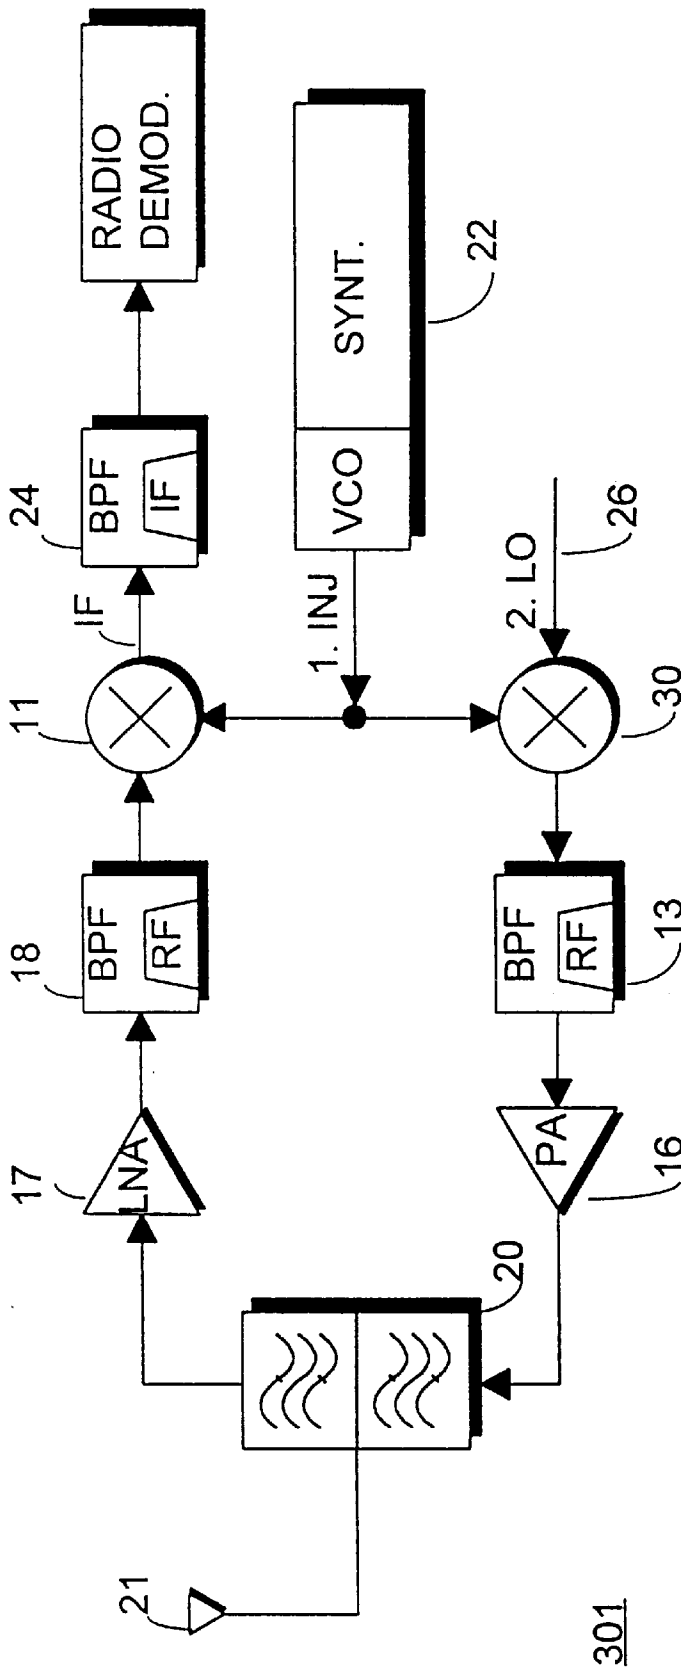 21
20
17
LNA
18
BPF
RF
11
IF
24
BPF
IF
RADIO
DEMOD.
1. INJ
VCO
SYNT.
22
16
PA
13
BPF
RF
30
2. LO
26
301